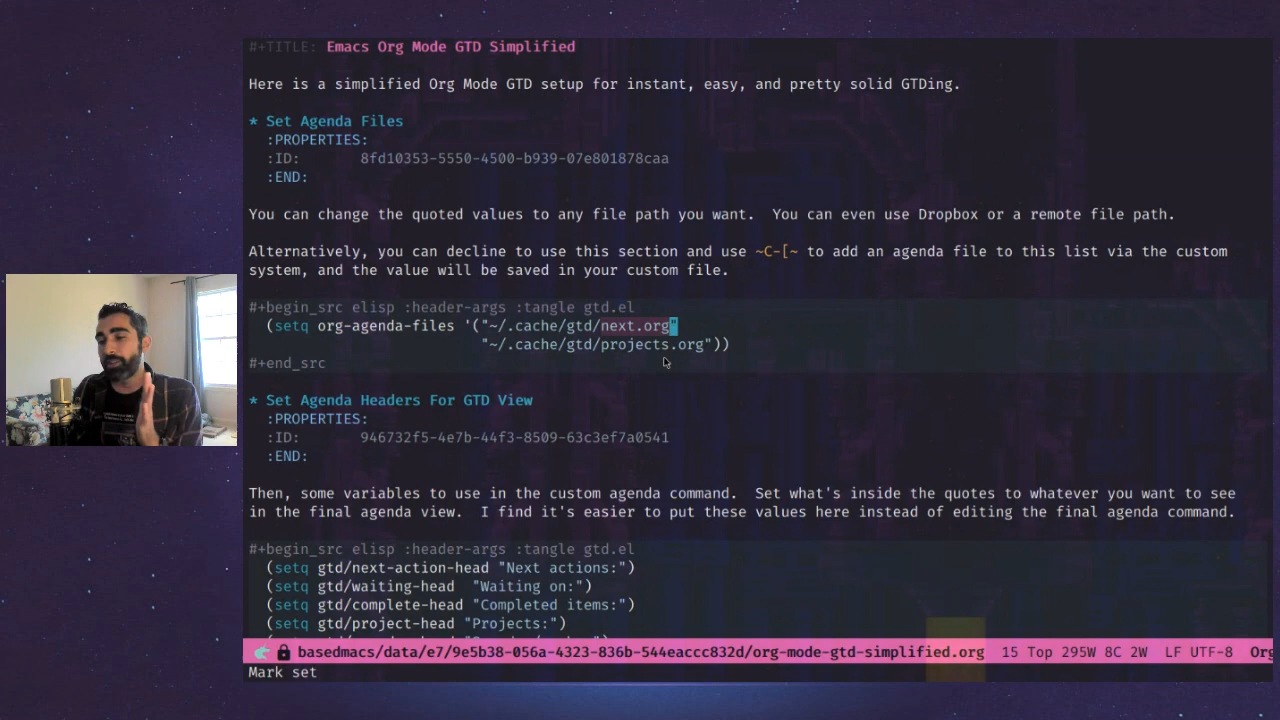 #+TITLE: Emacs Org Mode GTD Simplified
Here is a simplified Org Mode GTD setup for instant, easy, and pretty solid GTDing.
* Set Agenda Files
:PROPERTIES:
:ID: 8fd10353-5550-4500-b939-07e801878caa
:END:
You can change the quoted values to any file path you want. You can even use Dropbox or a remote file path.
Alternatively, you can decline to use this section and use ~C-[~ to add an agenda file to this list via the custom
system, and the value will be saved in your custom file.
#+begin_src elisp :header-args :tangle gtd.el
(setq org-agenda-files '("~/.cache/gtd/next.org"
"~/.cache/gtd/projects.org"))
#+end_src
* Set Agenda Headers For GTD View
:PROPERTIES:
:ID: 946732f5-4e7b-44f3-8509-63c3ef7a0541
:END:
Then, some variables to use in the custom agenda command. Set what's inside the quotes to whatever you want to see
in the final agenda view. I find it's easier to put these values here instead of editing the final agenda command.
#+begin_src elisp :header-args :tangle gtd.el
(setq gtd/next-action-head "Next actions:")
(setq gtd/waiting-head "Waiting on:")
(setq gtd/complete-head "Completed items:")
(setq gtd/project-head "Projects:")
basedmacs/data/e7/9e5b38-056a-4323-836b-544eaccc832d/org-mode-gtd-simplified.org 15 Top 295W 8C 2W LF UTF-8 Org
Mark set